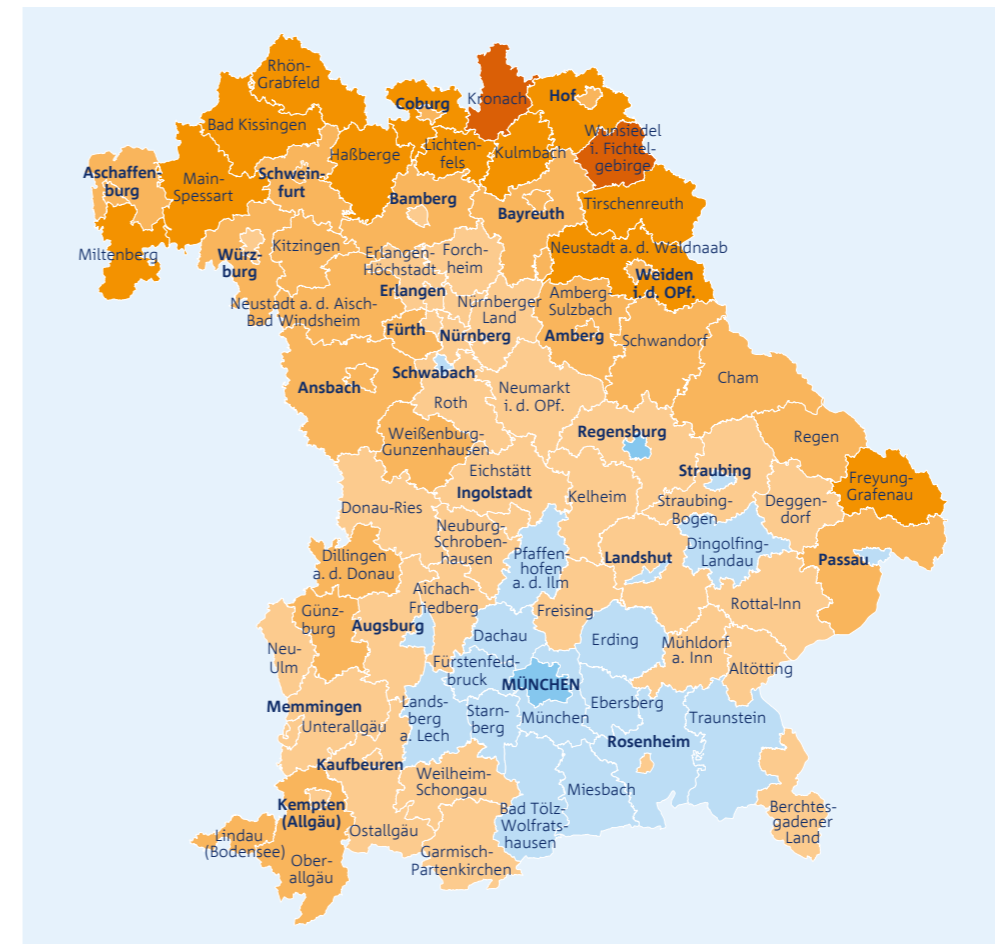 Rhön-
Grabfeld
Coburg
Kronach
Hof
Bad Kissingen
Wunsiedel
i. Fichtel-
gebirge
Haßberge
Lichten-
fels
Kulmbach
Aschaffen-
burg
Main-
Spessart
Schwein-
furt
Bamberg
Bayreuth
Tirschenreuth
Miltenberg
Würz-
burg
Kitzingen
Erlangen-
Höchstadt
Forch-
heim
Neustadt a. d. Waldnaab
Weiden
i. d. OPf.
Erlangen
Neustadt a. d. Aisch-
Bad Windsheim
Nürnberger
Land
Amberg-
Sulzbach
Fürth
Nürnberg
Amberg
Schwandorf
Ansbach
Schwabach
Roth
Neumarkt
i. d. OPf.
Cham
Weißenburg-
Gunzenhausen
Regensburg
Regen
Eichstätt
Ingolstadt
Kelheim
Straubing
Freyung-
Grafenau
Donau-Ries
Straubing-
Bogen
Deggen-
dorf
Neuburg-
Schroben-
hausen
Pfaffen-
hofen
a. d. Ilm
Landshut
Dingolfing-
Landau
Passau
Dillingen
a. d. Donau
Aichach-
Friedberg
Freising
Rottal-Inn
Günz-
burg
Augsburg
Dachau
Erding
Mühldorf
a. Inn
Altötting
Neu-
Ulm
Fürstenfeld-
bruck
MÜNCHEN
Memmingen
Unterallgäu
Lands-
berg
a. Lech
Starn-
berg
München
Ebersberg
Traunstein
Rosenheim
Kaufbeuren
Weilheim-
Schongau
Miesbach
Kempten
(Allgäu)
Bad Tölz-
Wolfrats-
hausen
Berchtes-
gadener
Land
Lindau
(Bodensee)
Ober-
allgäu
Ostallgäu
Garmisch-
Partenkirchen